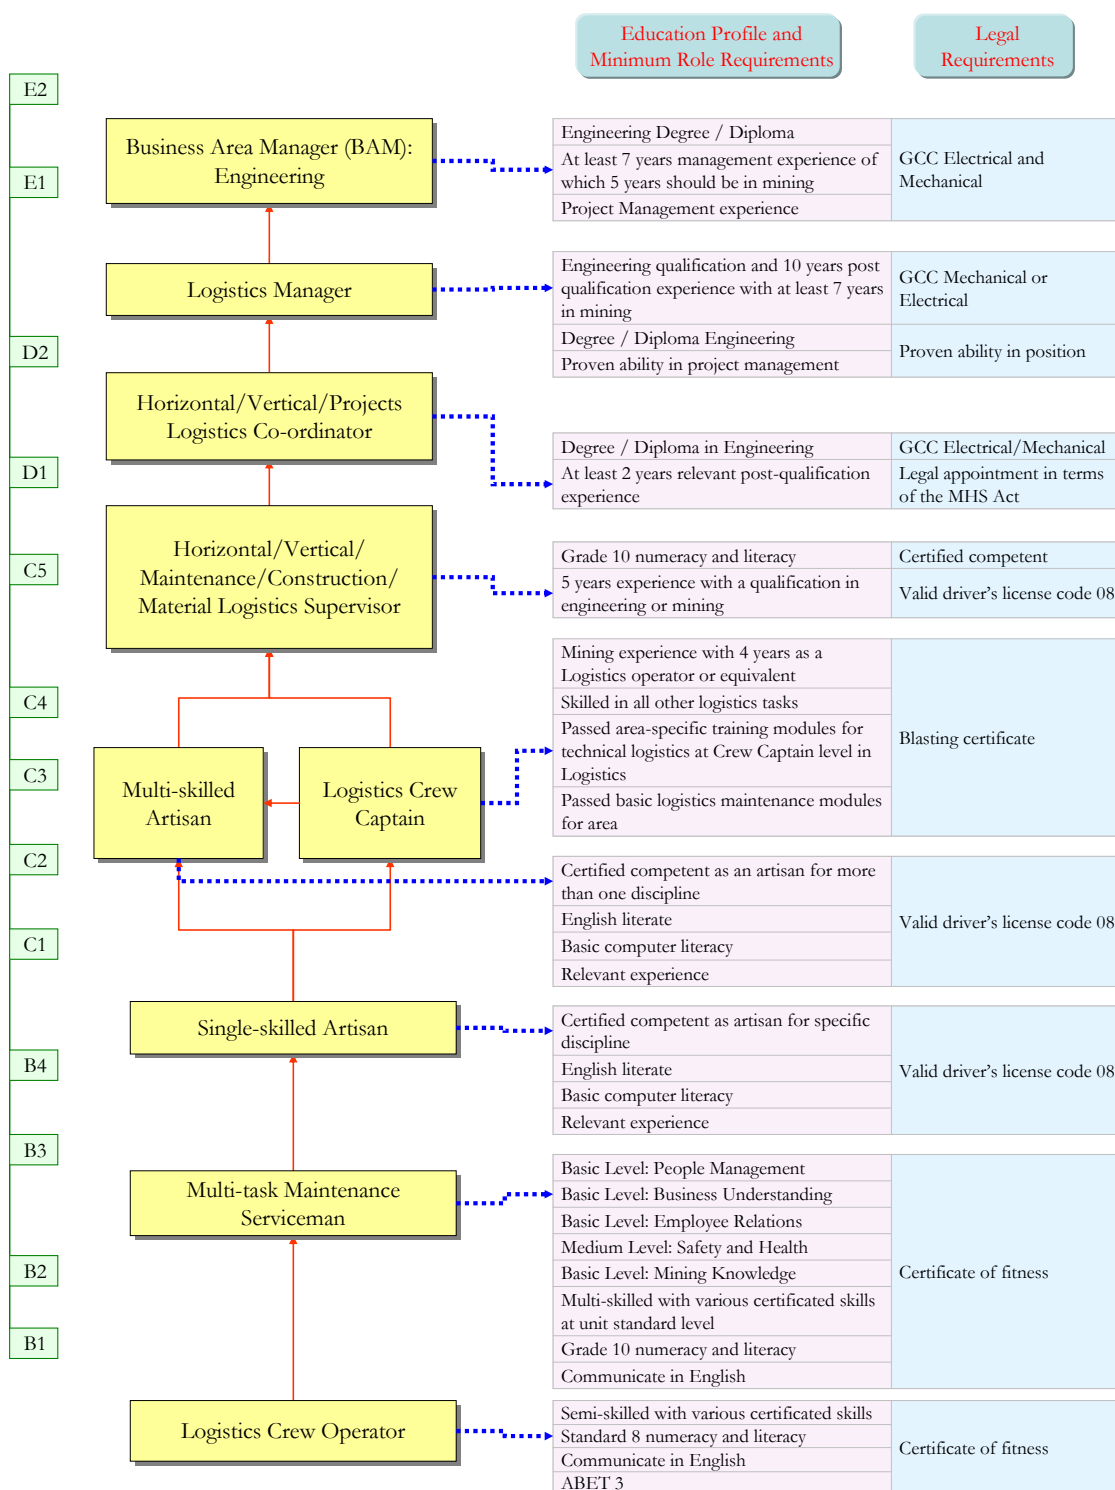 Education Profile and
Minimum Role Requirements
Legal
Requirements
E2
E1
D2
D1
C5
C4
C3
C2
C1
B4
B3
B2
B1
Business Area Manager (BAM):
Engineering
Engineering Degree / Diploma
At least 7 years management experience of
which 5 years should be in mining
Project Management experience
GCC Electrical and
Mechanical
Logistics Manager
Engineering qualification and 10 years post
qualification experience with at least 7 years
in mining
Degree / Diploma Engineering
Proven ability in project management
GCC Mechanical or
Electrical
Proven ability in position
Horizontal/Vertical/Projects
Logistics Co-ordinator
Degree / Diploma in Engineering
At least 2 years relevant post-qualification
experience
GCC Electrical/Mechanical
Legal appointment in terms
of the MHS Act
Horizontal/Vertical/
Maintenance/Construction/
Material Logistics Supervisor
Grade 10 numeracy and literacy
5 years experience with a qualification in
engineering or mining
Certified competent
Valid driver's license code 08
Multi-skilled
Artisan
Logistics Crew
Captain
Mining experience with 4 years as a
Logistics operator or equivalent
Skilled in all other logistics tasks
Passed area-specific training modules for
technical logistics at Crew Captain level in
Logistics
Passed basic logistics maintenance modules
for area
Blasting certificate
Certified competent as an artisan for more
than one discipline
English literate
Basic computer literacy
Relevant experience
Valid driver's license code 08
Single-skilled Artisan
Certified competent as artisan for specific
discipline
English literate
Basic computer literacy
Relevant experience
Valid driver's license code 08
Multi-task Maintenance
Serviceman
Basic Level: People Management
Basic Level: Business Understanding
Basic Level: Employee Relations
Medium Level: Safety and Health
Basic Level: Mining Knowledge
Multi-skilled with various certificated skills
at unit standard level
Grade 10 numeracy and literacy
Communicate in English
Certificate of fitness
Logistics Crew Operator
Semi-skilled with various certificated skills
Standard 8 numeracy and literacy
Communicate in English
ABET 3
Certificate of fitness